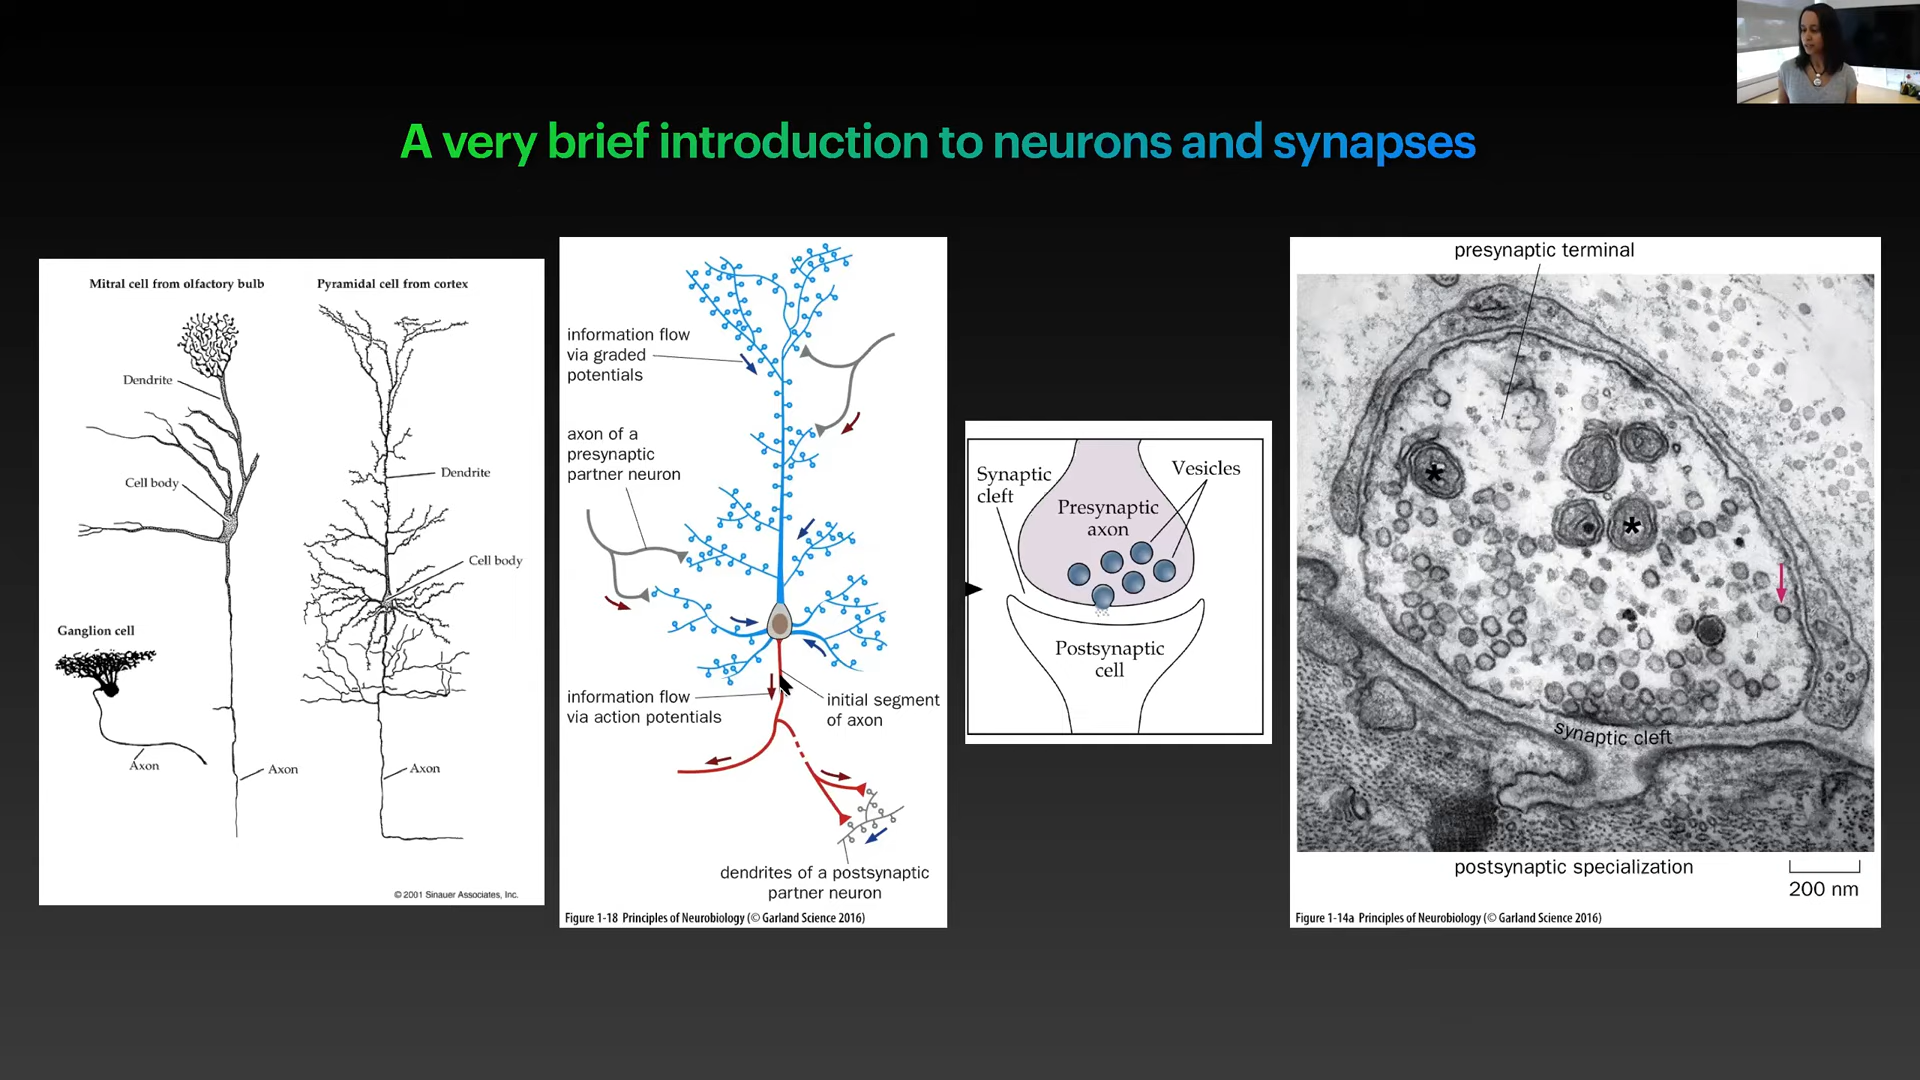 A very brief introduction to neurons and synapses
Mitral cell from olfactory bulb
Pyramidal cell from cortex
Dendrite
Cell body
Dendrite
Cell body
Ganglion cell
Axon
Axon
Axon
© 2001 Sinauer Associates, Inc.
information flow
via graded
potentials
axon of a
presynaptic
partner neuron
information flow
via action potentials
initial segment
of axon
dendrites of a postsynaptic
partner neuron
Figure 1-18 Principles of Neurobiology (© Garland Science 2016)
Synaptic
cleft
Vesicles
Presynaptic
axon
Postsynaptic
cell
presynaptic terminal
*
*
synaptic cleft
postsynaptic specialization
200 nm
Figure 1-14a Principles of Neurobiology (© Garland Science 2016)